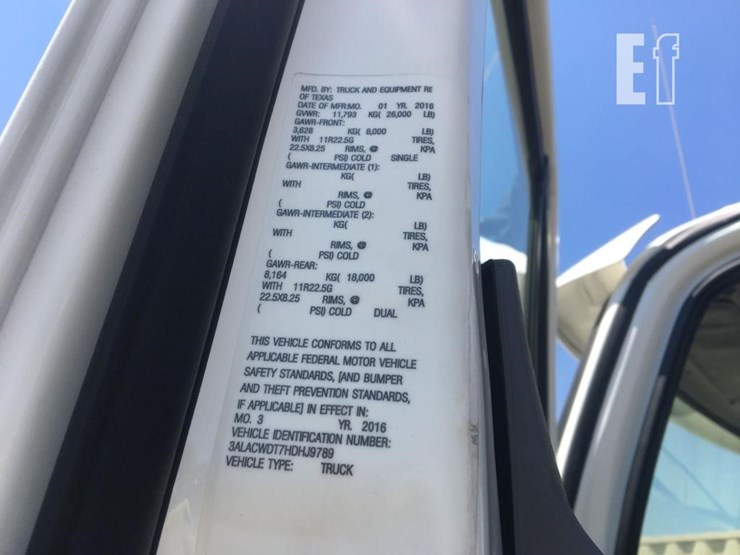 Ef
MFD. BY: TRUCK AND EQUIPMENT RE
OF TEXAS
DATE OF MFR:MO. 01 YR. 2016
GVWR: 11,793 KG( 26,000 LB)
GAWR-FRONT:
3,628 KG( 8,000 LB)
WITH 11R22.5G TIRES,
22.5X8.25 RIMS, @ KPA
( PSI) COLD SINGLE
GAWR-INTERMEDIATE (1):
KG( LB)
WITH TIRES,
RIMS, @ KPA
( PSI) COLD
GAWR-INTERMEDIATE (2):
KG( LB)
WITH TIRES,
RIMS, @ KPA
( PSI) COLD
GAWR-REAR:
8,164 KG( 18,000 LB)
WITH 11R22.5G TIRES,
22.5X8.25 RIMS, @ KPA
( PSI) COLD DUAL
THIS VEHICLE CONFORMS TO ALL
APPLICABLE FEDERAL MOTOR VEHICLE
SAFETY STANDARDS, [AND BUMPER
AND THEFT PREVENTION STANDARDS,
IF APPLICABLE] IN EFFECT IN:
MO. 3 YR. 2016
VEHICLE IDENTIFICATION NUMBER:
3ALACWDT7HDHJ9789
VEHICLE TYPE: TRUCK